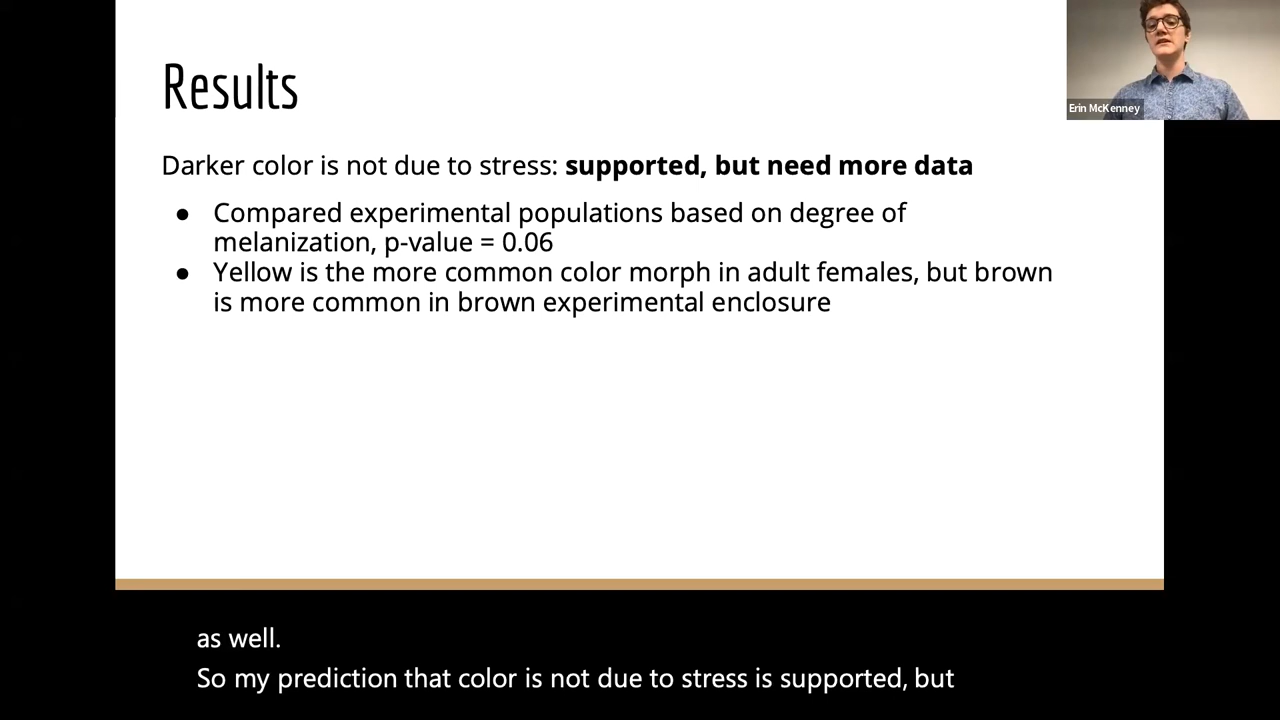 Results
Erin McKenney
Darker color is not due to stress: supported, but need more data
● Compared experimental populations based on degree of
melanization, p-value = 0.06
● Yellow is the more common color morph in adult females, but brown
is more common in brown experimental enclosure
as well.
So my prediction that color is not due to stress is supported, but